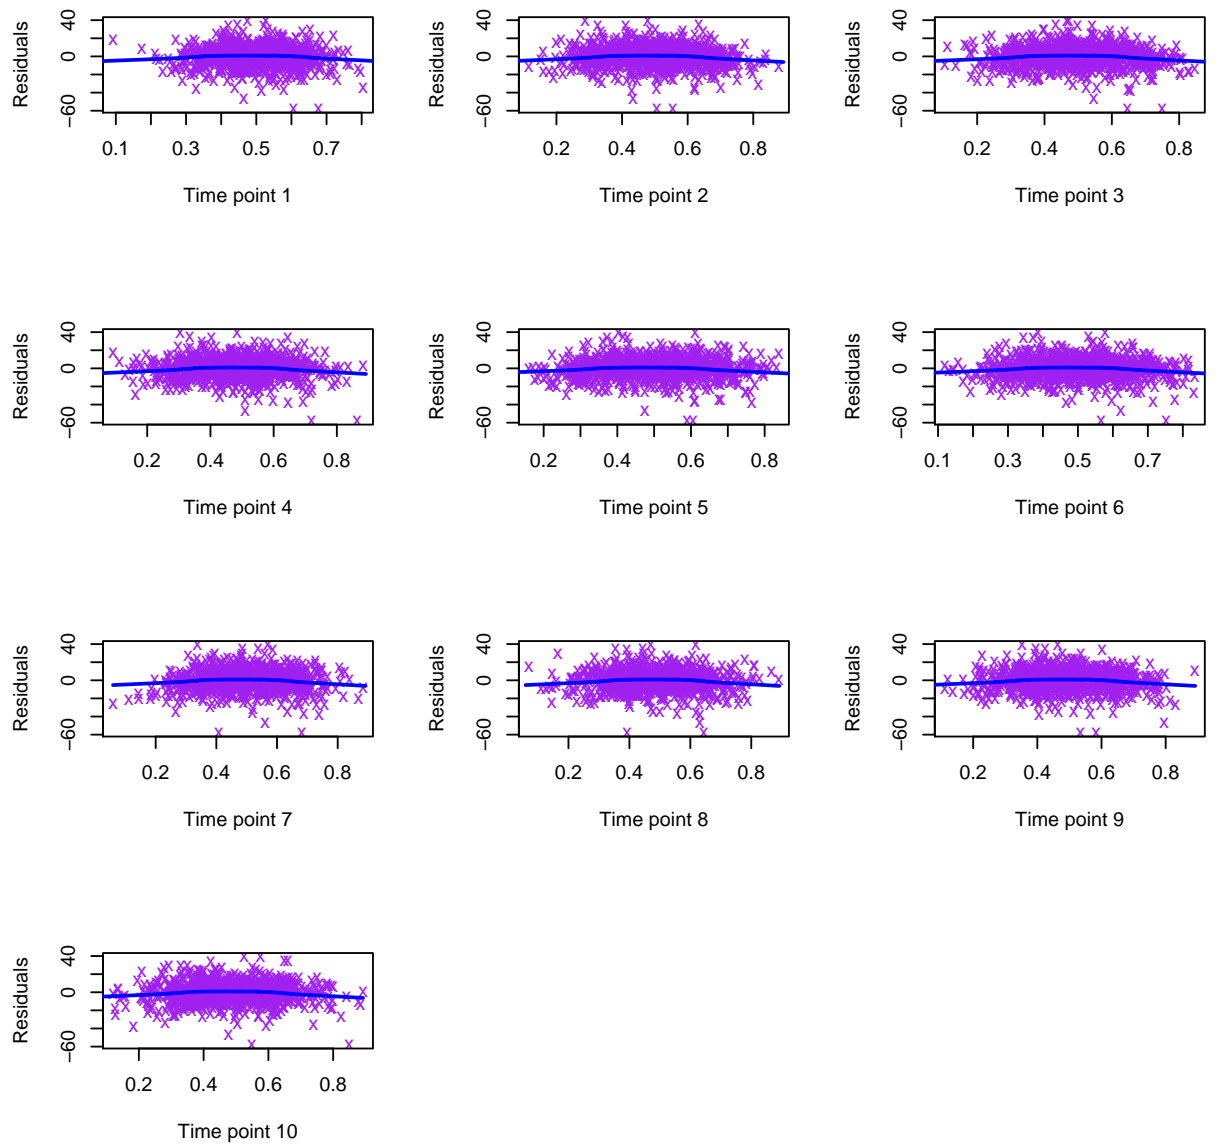 Residuals
−60 0 40
0.1 0.3 0.5 0.7
Time point 1
Residuals
−60 0 40
0.2 0.4 0.6 0.8
Time point 2
Residuals
−60 0 40
0.2 0.4 0.6 0.8
Time point 3
Residuals
−60 0 40
0.2 0.4 0.6 0.8
Time point 4
Residuals
−60 0 40
0.2 0.4 0.6 0.8
Time point 5
Residuals
−60 0 40
0.1 0.3 0.5 0.7
Time point 6
Residuals
−60 0 40
0.2 0.4 0.6 0.8
Time point 7
Residuals
−60 0 40
0.2 0.4 0.6 0.8
Time point 8
Residuals
−60 0 40
0.2 0.4 0.6 0.8
Time point 9
Residuals
−60 0 40
0.2 0.4 0.6 0.8
Time point 10